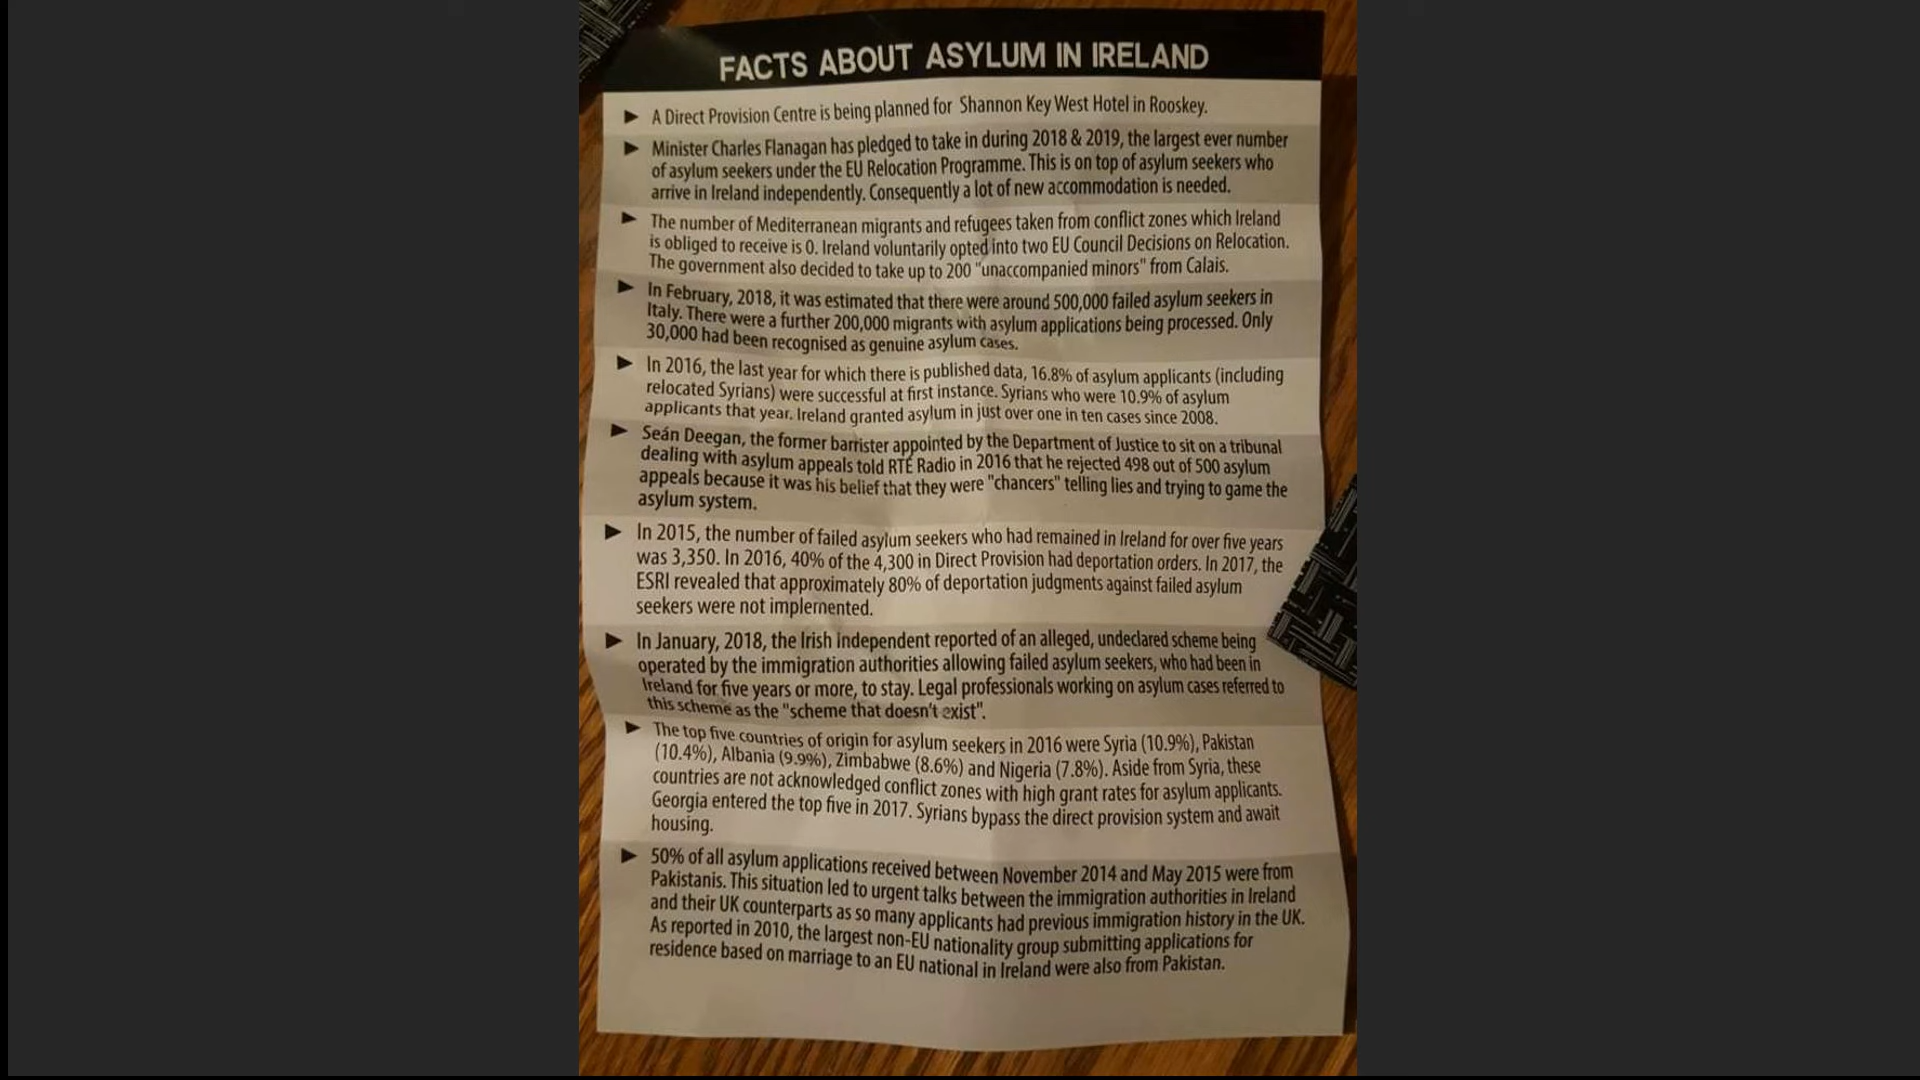 FACTS ABOUT ASYLUM IN IRELAND
► A Direct Provision Centre is being planned for Shannon Key West Hotel in Rooskey.
► Minister Charles Flanagan has pledged to take in during 2018 & 2019, the largest ever number
of asylum seekers under the EU Relocation Programme. This is on top of asylum seekers who
arrive in Ireland independently. Consequently a lot of new accommodation is needed.
► The number of Mediterranean migrants and refugees taken from conflict zones which Ireland
is obliged to receive is 0. Ireland voluntarily opted into two EU Council Decisions on Relocation.
The government also decided to take up to 200 "unaccompanied minors" from Calais.
► In February, 2018, it was estimated that there were around 500,000 failed asylum seekers in
Italy. There were a further 200,000 migrants with asylum applications being processed. Only
30,000 had been recognised as genuine asylum cases.
► In 2016, the last year for which there is published data, 16.8% of asylum applicants (including
relocated Syrians) were successful at first instance. Syrians who were 10.9% of asylum
applicants that year. Ireland granted asylum in just over one in ten cases since 2008.
► Seán Deegan, the former barrister appointed by the Department of Justice to sit on a tribunal
dealing with asylum appeals told RTÉ Radio in 2016 that he rejected 498 out of 500 asylum
appeals because it was his belief that they were "chancers" telling lies and trying to game the
asylum system.
► In 2015, the number of failed asylum seekers who had remained in Ireland for over five years
was 3,350. In 2016, 40% of the 4,300 in Direct Provision had deportation orders. In 2017, the
ESRI revealed that approximately 80% of deportation judgments against failed asylum
seekers were not implemented.
► In January, 2018, the Irish Independent reported of an alleged, undeclared scheme being
operated by the immigration authorities allowing failed asylum seekers, who had been in
Ireland for five years or more, to stay. Legal professionals working on asylum cases referred to
this scheme as the "scheme that doesn't exist".
► The top five countries of origin for asylum seekers in 2016 were Syria (10.9%), Pakistan
(10.4%), Albania (9.9%), Zimbabwe (8.6%) and Nigeria (7.8%). Aside from Syria, these
countries are not acknowledged conflict zones with high grant rates for asylum applicants.
Georgia entered the top five in 2017. Syrians bypass the direct provision system and await
housing.
► 50% of all asylum applications received between November 2014 and May 2015 were from
Pakistanis. This situation led to urgent talks between the immigration authorities in Ireland
and their UK counterparts as so many applicants had previous immigration history in the UK.
As reported in 2010, the largest non-EU nationality group submitting applications for
residence based on marriage to an EU national in Ireland were also from Pakistan.